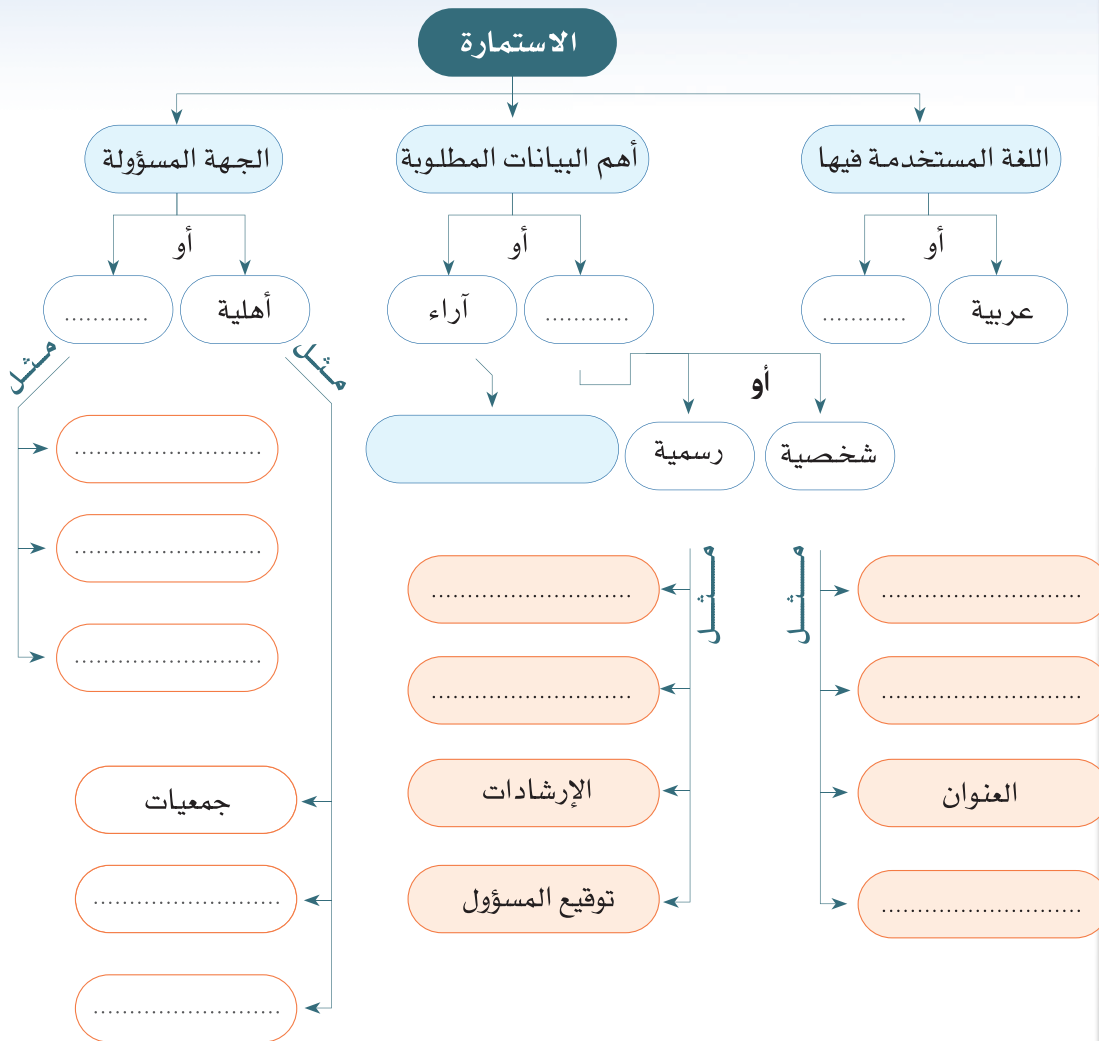 الاستمارة
اللغة المستخدمة فيها
أهم البيانات المطلوبة
الجهة المسؤولة
أو
أو
أو
عربية
............
............
آراء
أهلية
............
مثل
مثل
أو
شخصية
رسمية
.........................
.........................
.........................
مثل
مثل
...........................
...........................
...........................
...........................
العنوان
الإرشادات
جمعيات
...........................
توقيع المسؤول
.........................
.........................